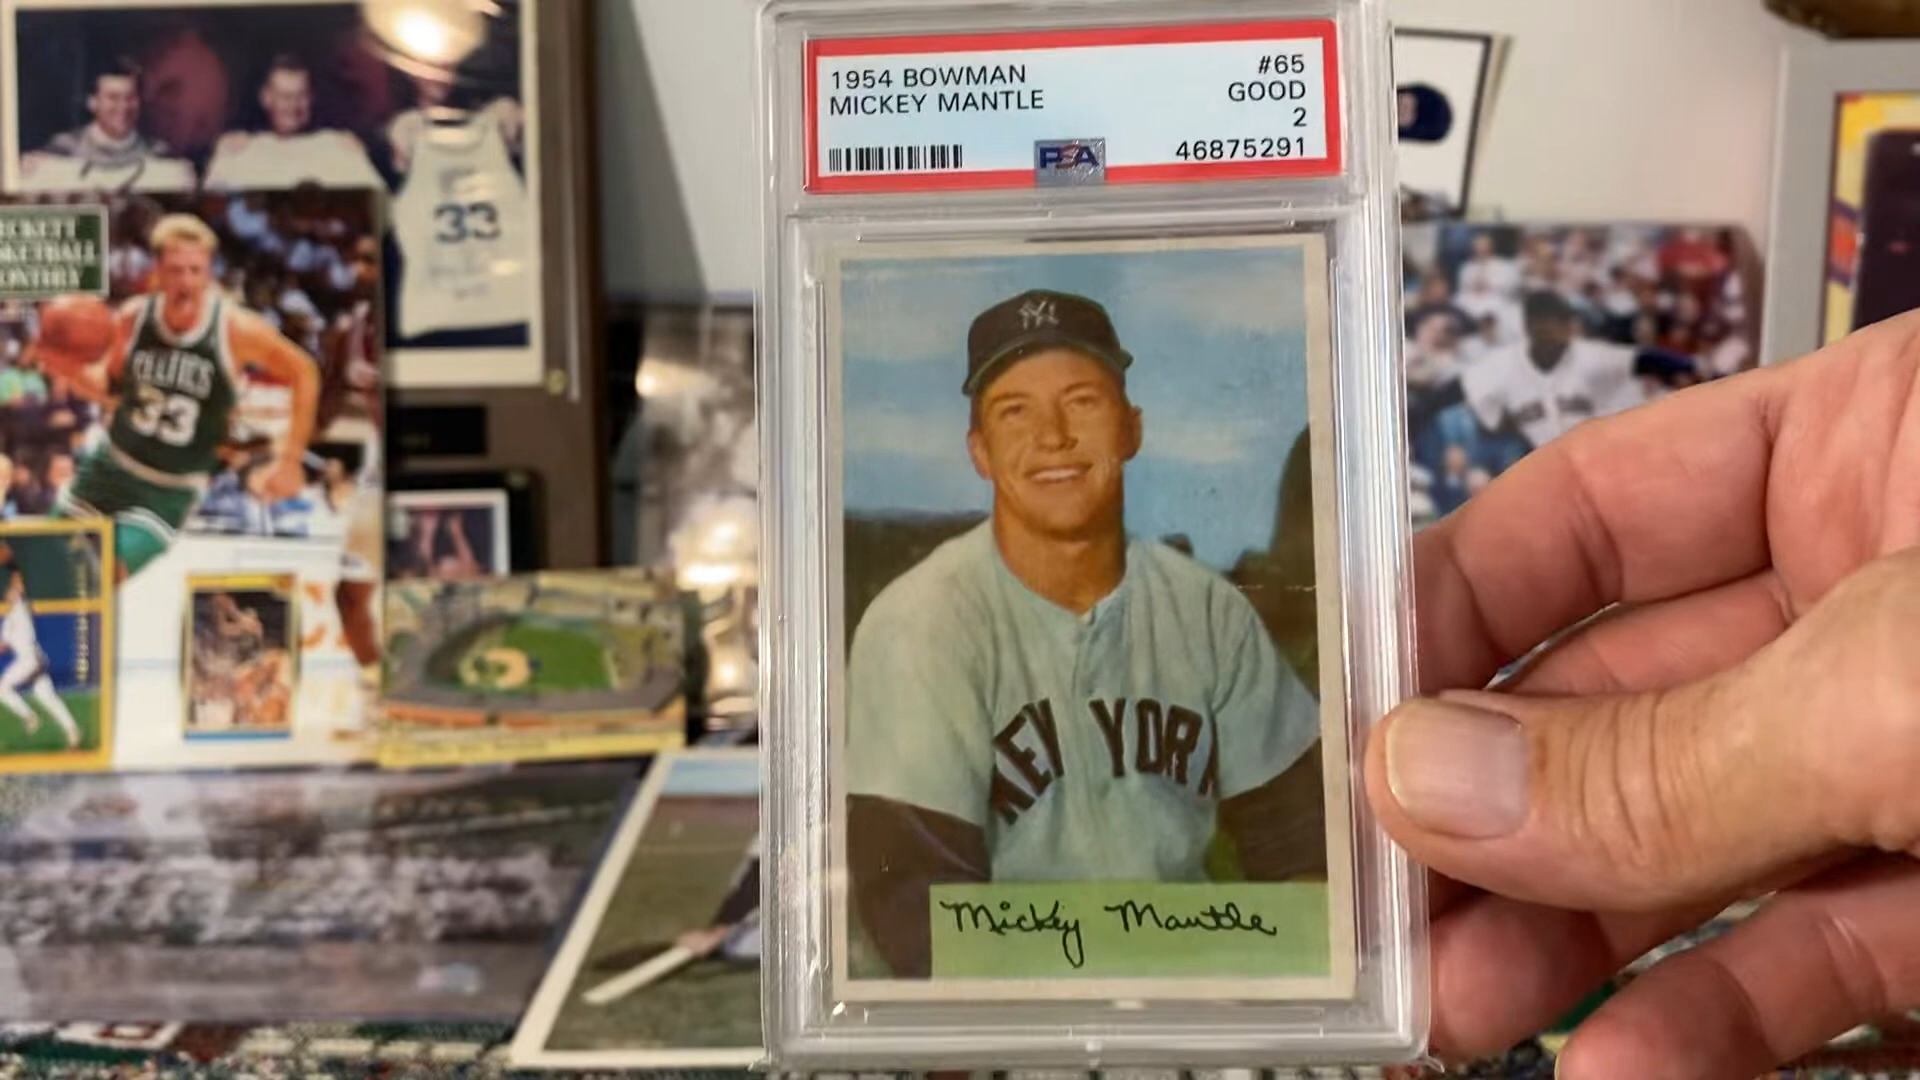 1954 BOWMAN #65
MICKEY MANTLE GOOD
2
PSA 46875291
33
CELTICS
33
NEW YORK
Mickey Mantle